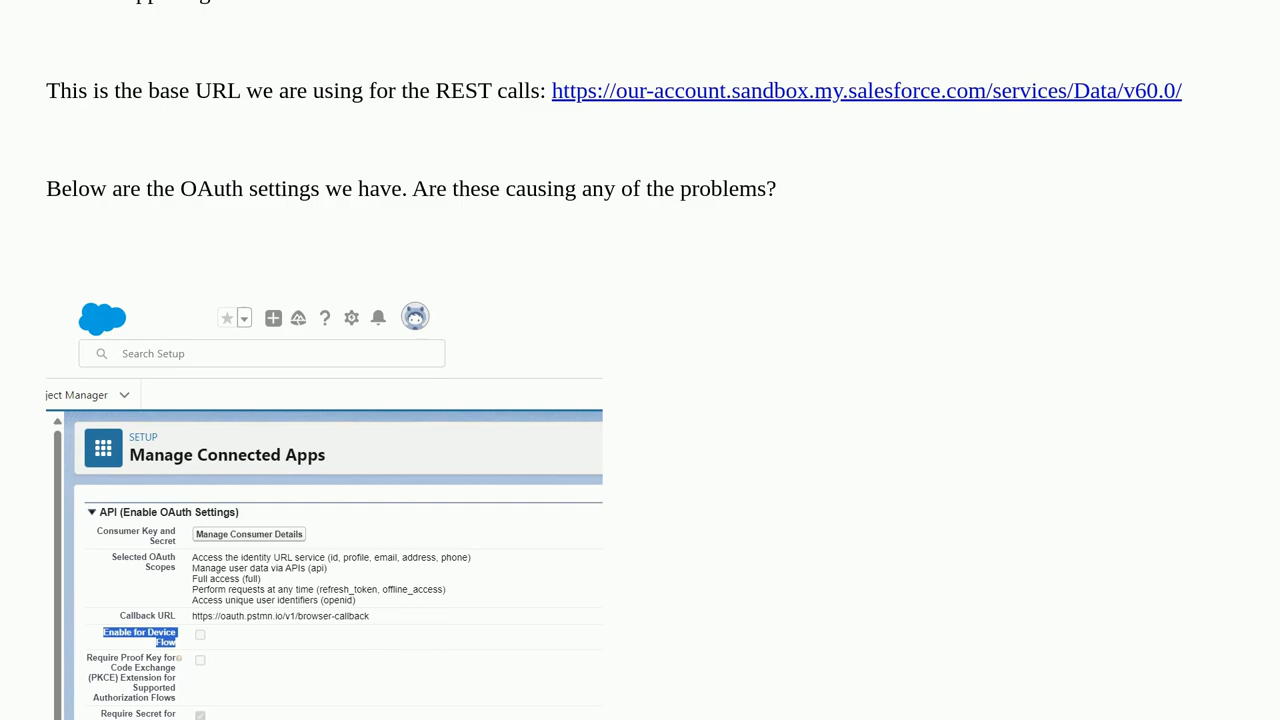 This is the base URL we are using for the REST calls: https://our-account.sandbox.my.salesforce.com/services/Data/v60.0/
Below are the OAuth settings we have. Are these causing any of the problems?
Search Setup
ject Manager
SETUP
Manage Connected Apps
API (Enable OAuth Settings)
Consumer Key and
Secret
Manage Consumer Details
Selected OAuth
Scopes
Access the identity URL service (id, profile, email, address, phone)
Manage user data via APIs (api)
Full access (full)
Perform requests at any time (refresh_token, offline_access)
Access unique user identifiers (openid)
Callback URL
https://oauth.pstmn.io/v1/browser-callback
Enable for Device
Flow
Require Proof Key for
Code Exchange
(PKCE) Extension for
Supported
Authorization Flows
Require Secret for